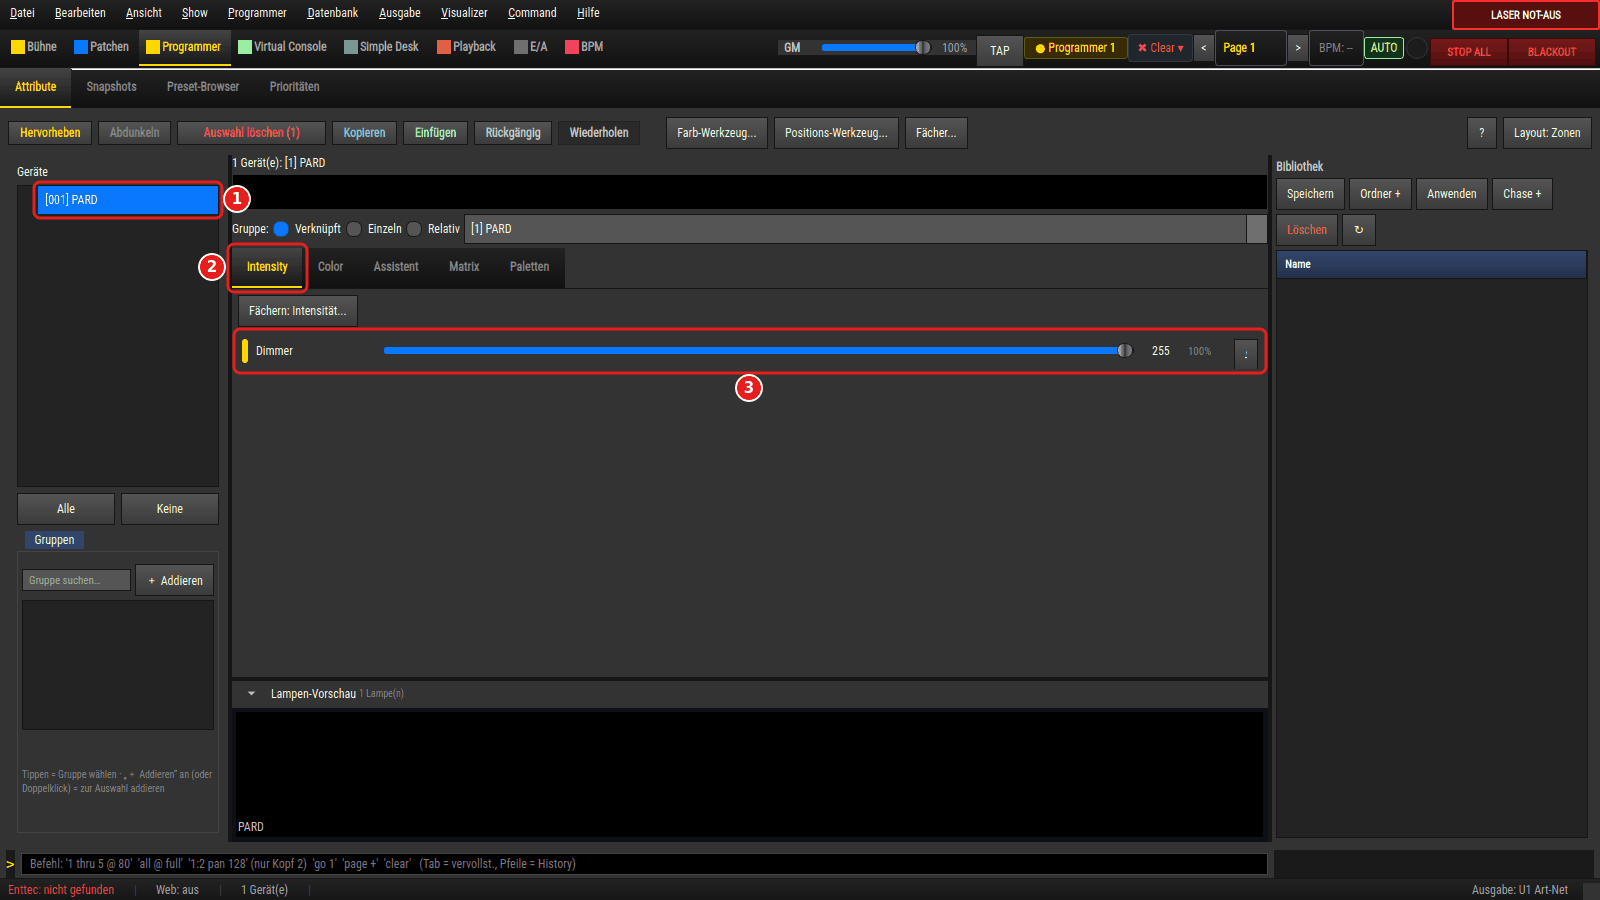 Datei Bearbeiten Ansicht Show Programmer Datenbank Ausgabe Visualizer Command Hilfe
LASER NOT-AUS
Bühne Patchen Programmer Virtual Console Simple Desk Playback E/A BPM
GM 100% TAP Programmer 1 ✖ Clear ▾ < Page 1 > BPM: -- AUTO STOP ALL BLACKOUT
Attribute Snapshots Preset-Browser Prioritäten
Hervorheben Abdunkeln Auswahl löschen (1) Kopieren Einfügen Rückgängig Wiederholen Farb-Werkzeug... Positions-Werkzeug... Fächer... ? Layout: Zonen
Geräte
1 Gerät(e): [1] PARD
Bibliothek
[001] PARD
1
Speichern Ordner + Anwenden Chase +
Gruppe: Verknüpft Einzeln Relativ [1] PARD
Löschen ↻
2
Intensity Color Assistent Matrix Paletten
Name
Fächern: Intensität...
Dimmer 255 100% :
3
Alle Keine
Gruppen
Gruppe suchen... + Addieren
Lampen-Vorschau 1 Lampe(n)
Tippen = Gruppe wählen · „ + Addieren" an (oder
Doppelklick) = zur Auswahl addieren
PARD
> Befehl: '1 thru 5 @ 80' 'all @ full' '1:2 pan 128' (nur Kopf 2) 'go 1' 'page +' 'clear' (Tab = vervollst., Pfeile = History)
Enttec: nicht gefunden Web: aus 1 Gerät(e) Ausgabe: U1 Art-Net